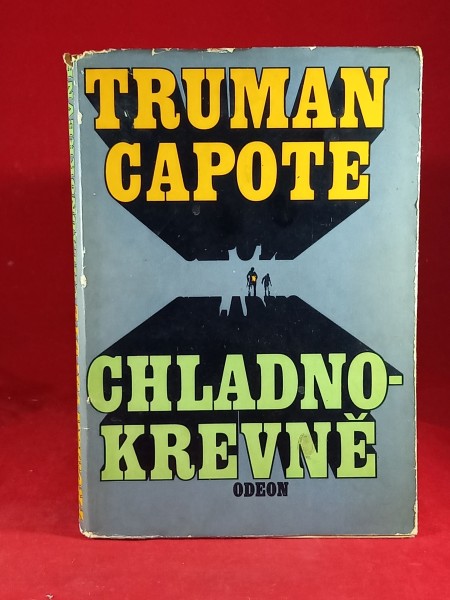 TRUMAN
CAPOTE
CHLADNO-
KREVNĚ
ODEON